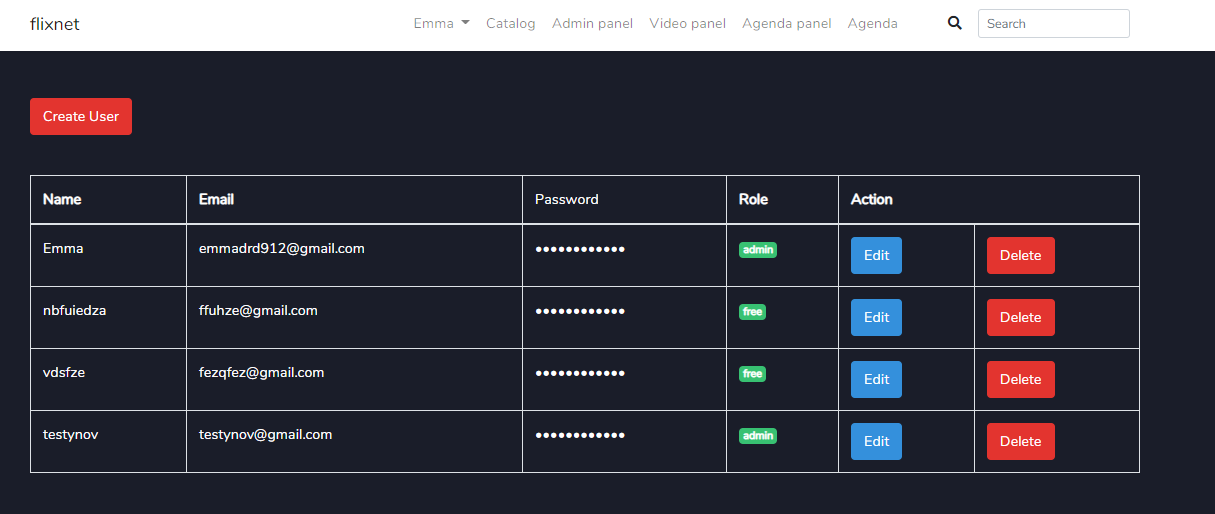 flixnet Emma Catalog Admin panel Video panel Agenda panel Agenda Search
Create User
Name Email Password Role Action
Emma emmadrd912@gmail.com •••••••••••• admin Edit Delete
nbfuiedza ffuhze@gmail.com •••••••••••• free Edit Delete
vdsfze fezqfez@gmail.com •••••••••••• free Edit Delete
testynov testynov@gmail.com •••••••••••• admin Edit Delete